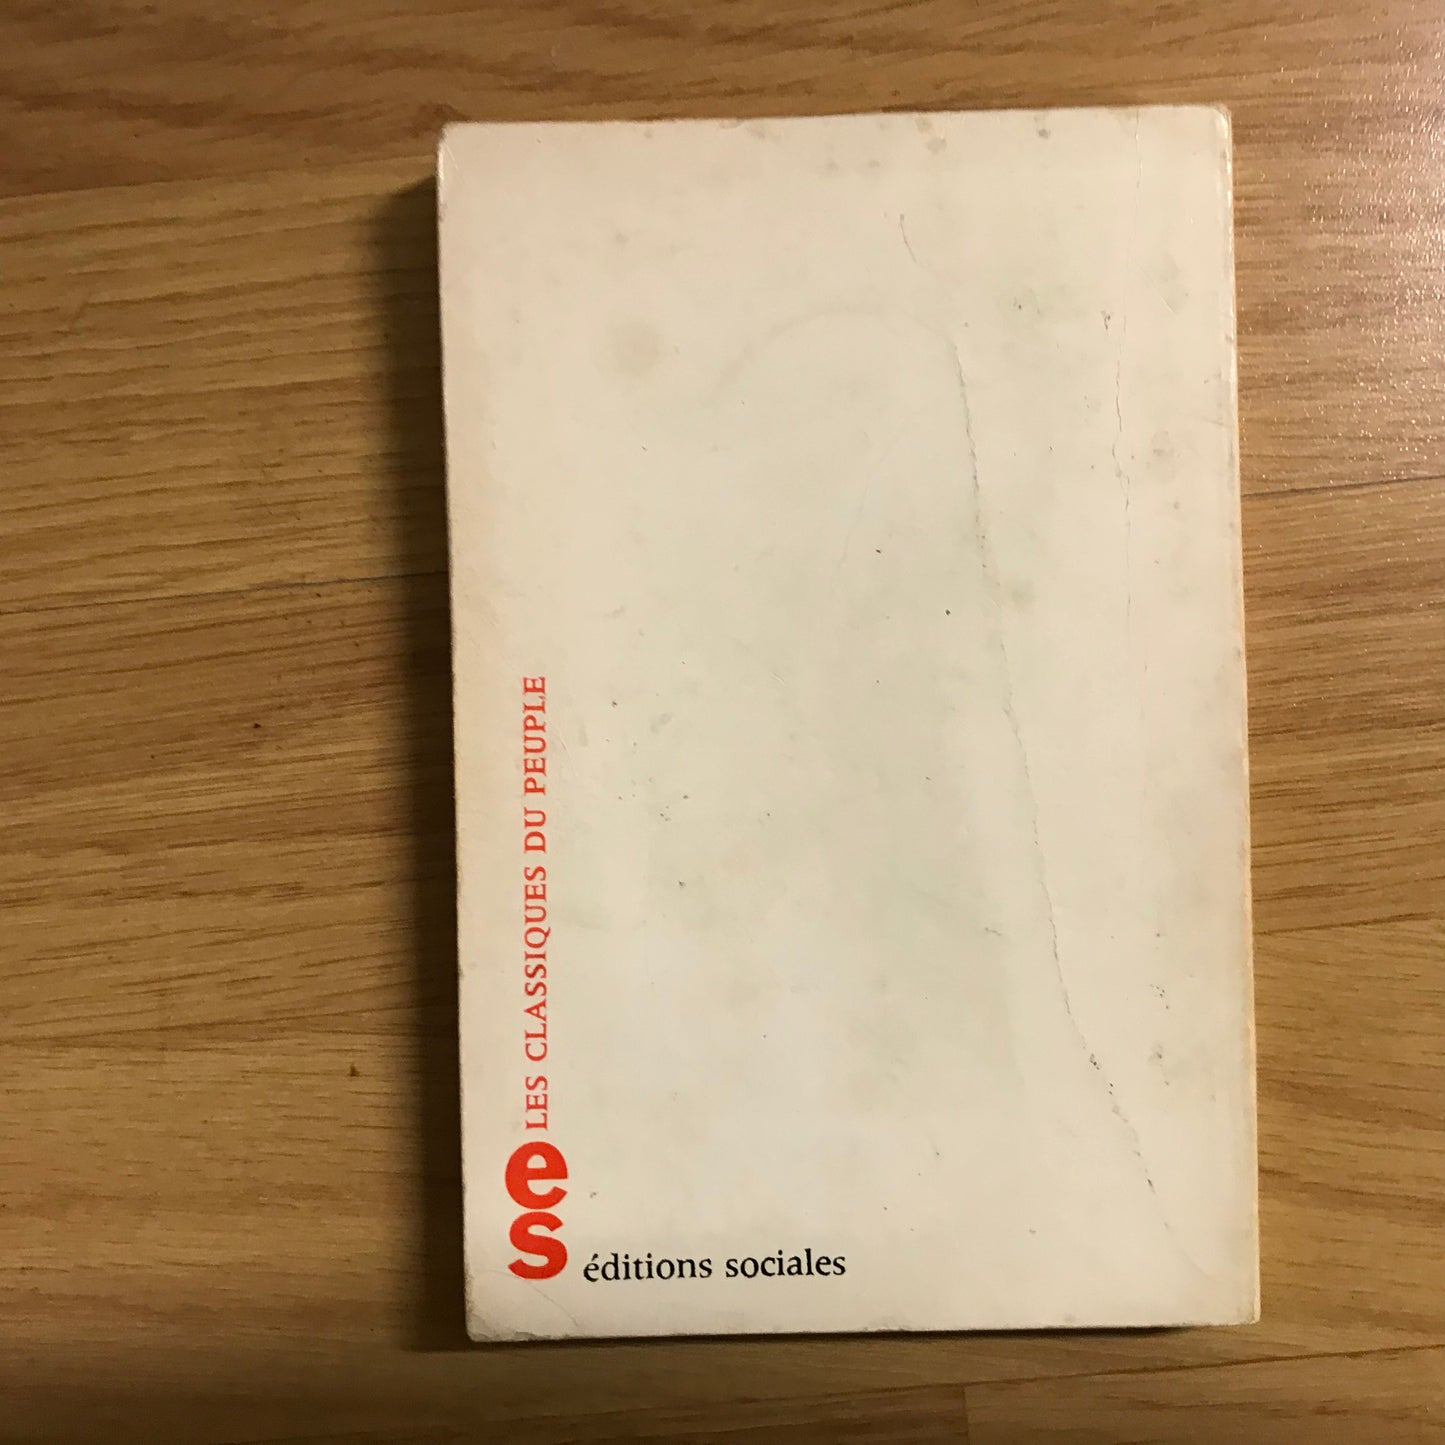 LES CLASSIQUES DU PEUPLE
es
éditions sociales